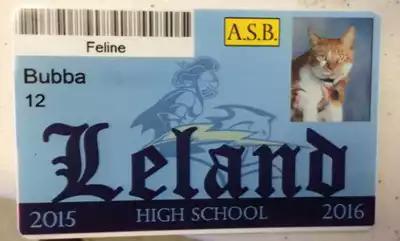 Feline
A.S.B.
Bubba
12
Leland
2015 HIGH SCHOOL 2016